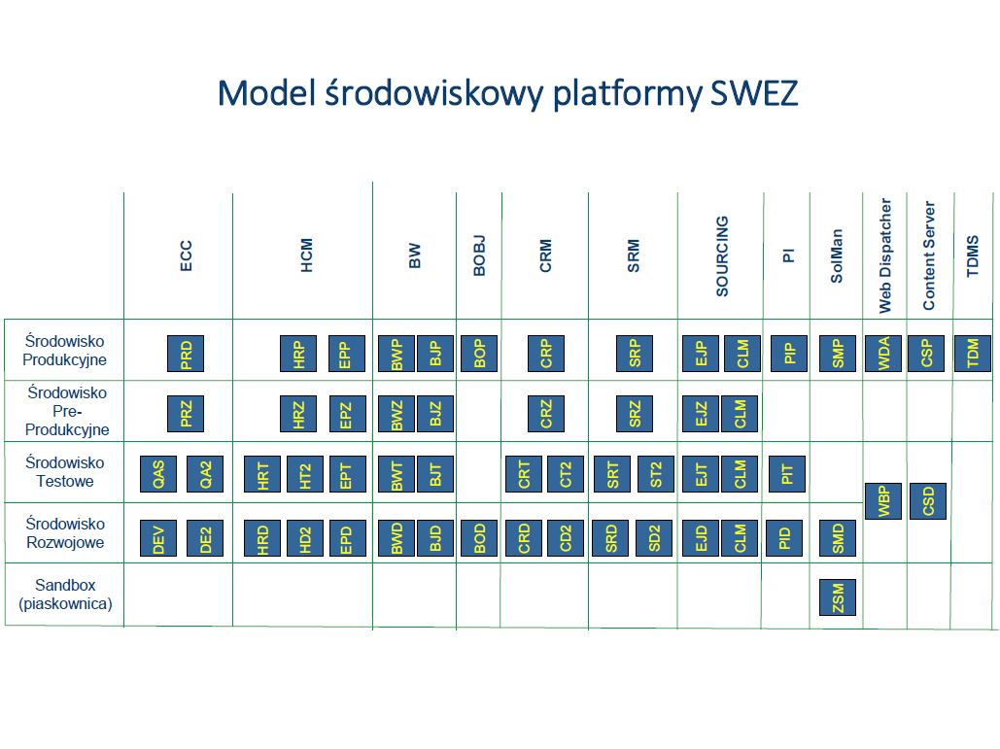 Model środowiskowy platformy SWEZ
ECC
HCM
BW
BOBJ
CRM
SRM
SOURCING
PI
SolMan
Web Dispatcher
Content Server
TDMS
Środowisko
Produkcyjne
PRD
HRP
EPP
BWP
BJP
BOP
CRP
SRP
EJP
CLM
PIP
SMP
WDA
CSP
TDM
Środowisko
Pre-
Produkcyjne
PRZ
HRZ
EPZ
BWZ
BJZ
CRZ
SRZ
EJZ
CLM
Środowisko
Testowe
QAS
QA2
HRT
HT2
EPT
BWT
BJT
CRT
CT2
SRT
ST2
EJT
CLM
PIT
WBP
CSD
Środowisko
Rozwojowe
DEV
DE2
HRD
HD2
EPD
BWD
BJD
BOD
CRD
CD2
SRD
SD2
EJD
CLM
PID
SMD
Sandbox
(piaskownica)
ZSM